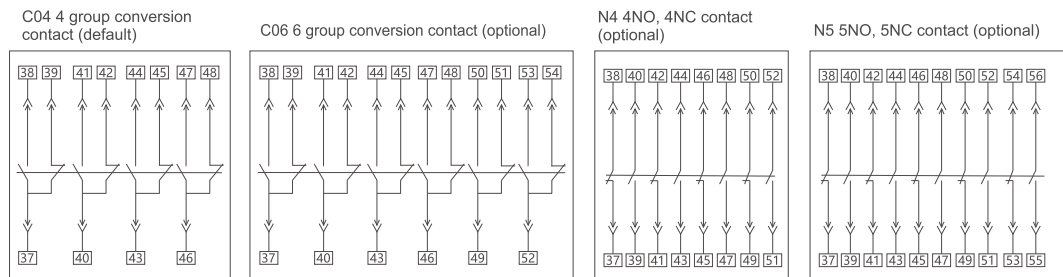 C04 4 group conversion
contact (default)
38 39 41 42 44 45 47 48
37 40 43 46
C06 6 group conversion contact (optional)
38 39 41 42 44 45 47 48 50 51 53 54
37 40 43 46 49 52
N4 4NO, 4NC contact
(optional)
38 40 42 44 46 48 50 52
37 39 41 43 45 47 49 51
N5 5NO, 5NC contact (optional)
38 40 42 44 46 48 50 52 54 56
37 39 41 43 45 47 49 51 53 55